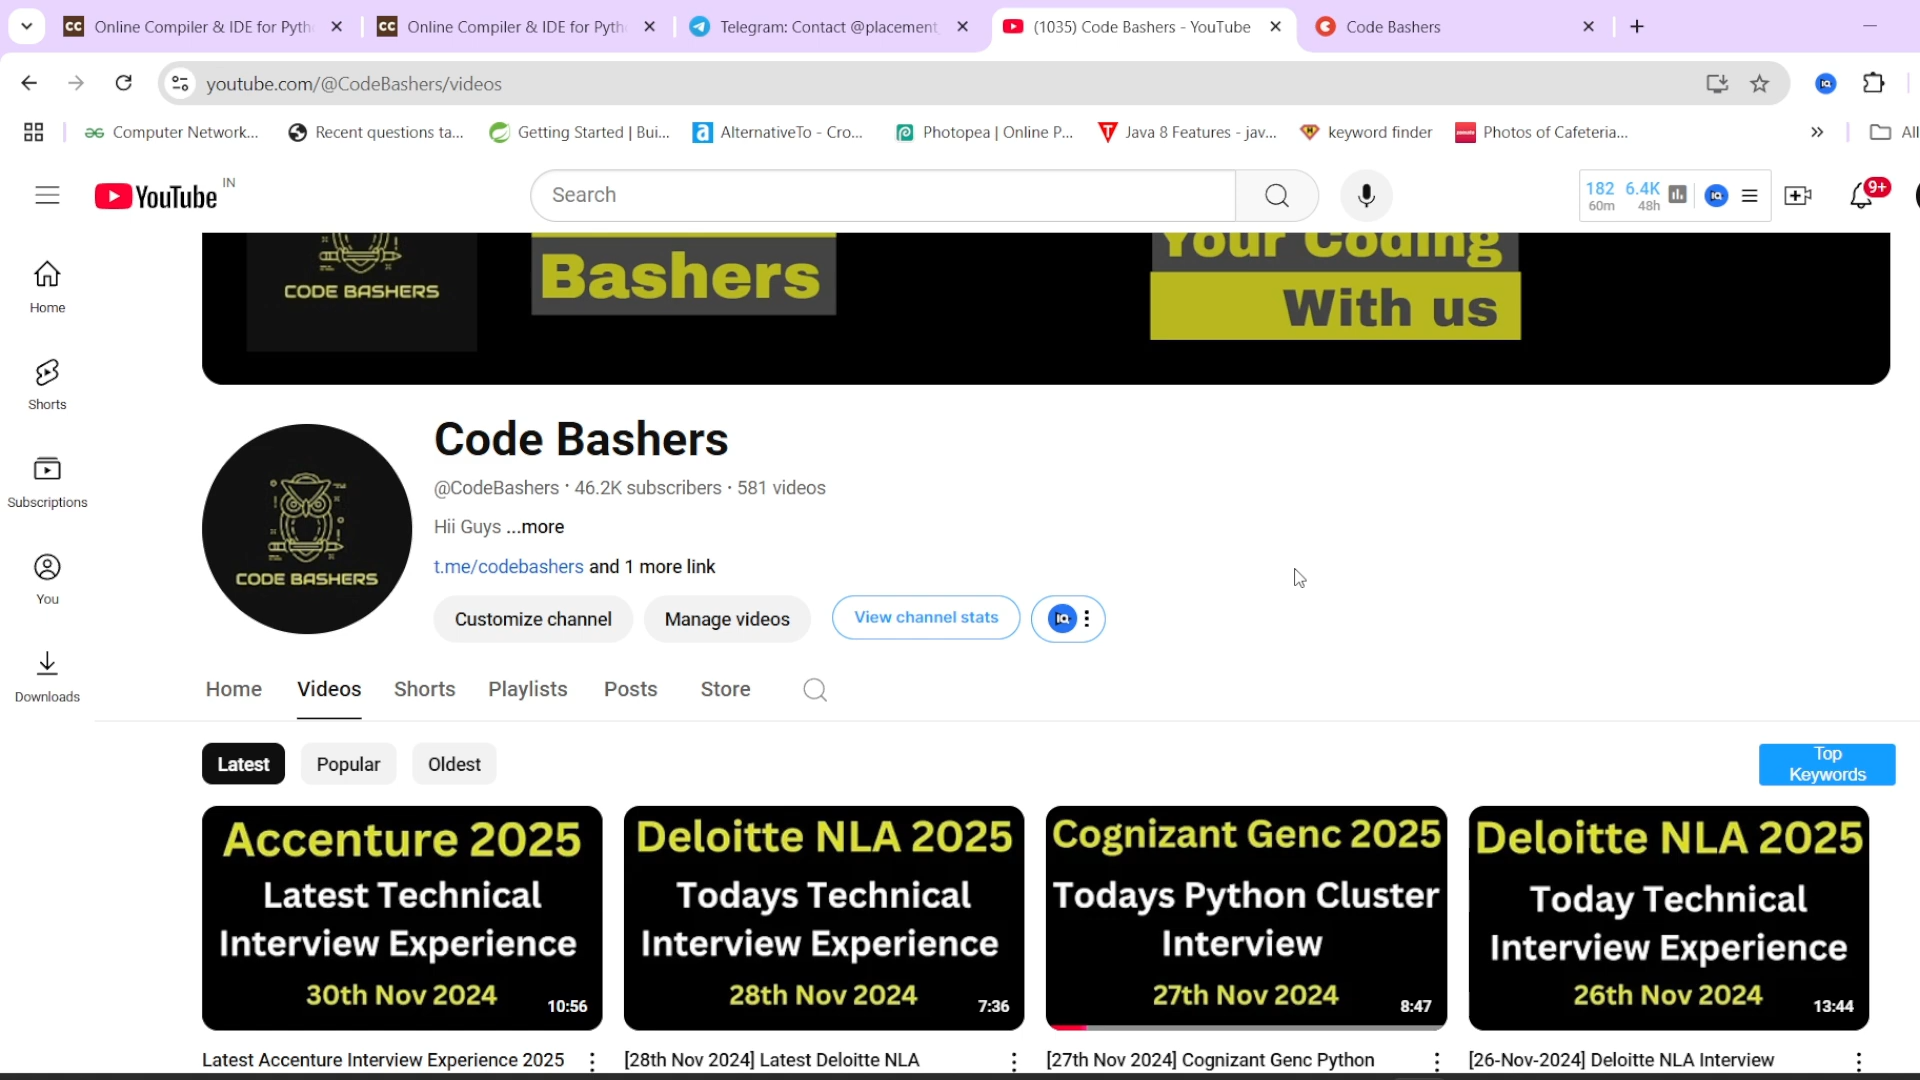 CC Online Compiler & IDE for Pyth
CC Online Compiler & IDE for Pyth
Telegram: Contact @placement
(1035) Code Bashers - YouTube
Code Bashers
youtube.com/@CodeBashers/videos
Computer Network...
Recent questions ta...
Getting Started | Bui...
AlternativeTo - Cro...
Photopea | Online P...
Java 8 Features - jav...
keyword finder
Photos of Cafeteria...
All
YouTube IN
Search
182 6.4K
60m 48h
9+
CODE BASHERS
Bashers
Your Coding
With us
Home
Shorts
Subscriptions
You
Downloads
CODE BASHERS
Code Bashers
@CodeBashers · 46.2K subscribers · 581 videos
Hii Guys ...more
t.me/codebashers and 1 more link
Customize channel
Manage videos
View channel stats
Home Videos Shorts Playlists Posts Store
Latest Popular Oldest
Top
Keywords
Accenture 2025
Latest Technical
Interview Experience
30th Nov 2024
10:56
Deloitte NLA 2025
Todays Technical
Interview Experience
28th Nov 2024
7:36
Cognizant Genc 2025
Todays Python Cluster
Interview
27th Nov 2024
8:47
Deloitte NLA 2025
Today Technical
Interview Experience
26th Nov 2024
13:44
Latest Accenture Interview Experience 2025
[28th Nov 2024] Latest Deloitte NLA
[27th Nov 2024] Cognizant Genc Python
[26-Nov-2024] Deloitte NLA Interview